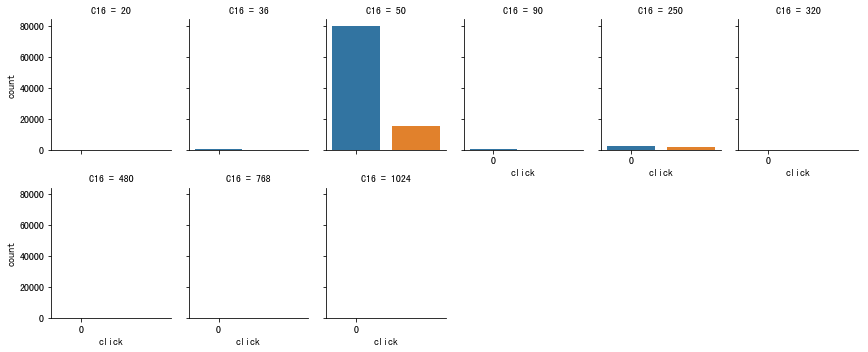 C16 = 20
C16 = 36
C16 = 50
C16 = 90
C16 = 250
C16 = 320
80000
60000
40000
20000
0
count
0
click
0
click
0
click
C16 = 480
C16 = 768
C16 = 1024
80000
60000
40000
20000
0
count
0
click
0
click
0
click